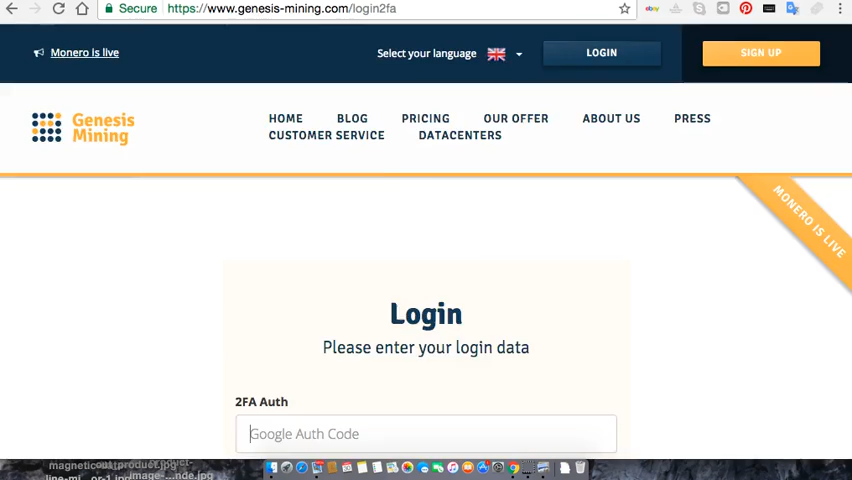 Secure https://www.genesis-mining.com/login2fa
ebay
Monero is live
Select your language
LOGIN
SIGN UP
Genesis
Mining
HOME BLOG PRICING OUR OFFER ABOUT US PRESS
CUSTOMER SERVICE DATACENTERS
MONERO IS LIVE
Login
Please enter your login data
2FA Auth
Google Auth Code